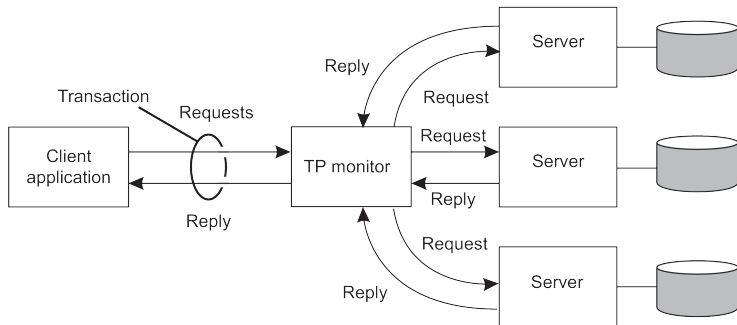 Server
Reply
Transaction
Requests
Request
Client
application
TP monitor
Request
Server
Reply
Reply
Request
Server
Reply